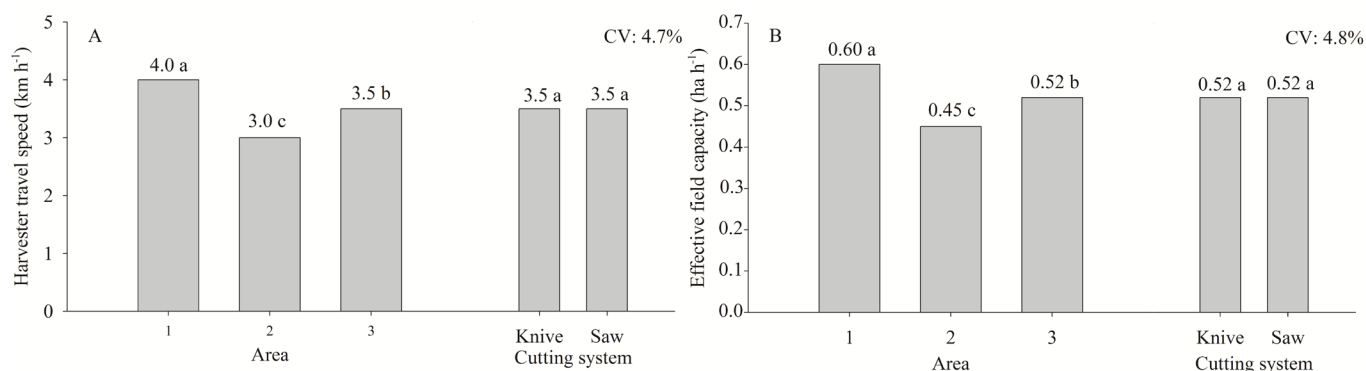 A
CV: 4.7%
Harvester travel speed (km h⁻¹)
5
4
3
2
1
0
4.0 a
3.0 c
3.5 b
3.5 a
3.5 a
1
2
3
Knive
Saw
Area
Cutting system
B
CV: 4.8%
Effective field capacity (ha h⁻¹)
0.7
0.6
0.5
0.4
0.3
0.2
0.1
0.0
0.60 a
0.45 c
0.52 b
0.52 a
0.52 a
1
2
3
Knive
Saw
Area
Cutting system